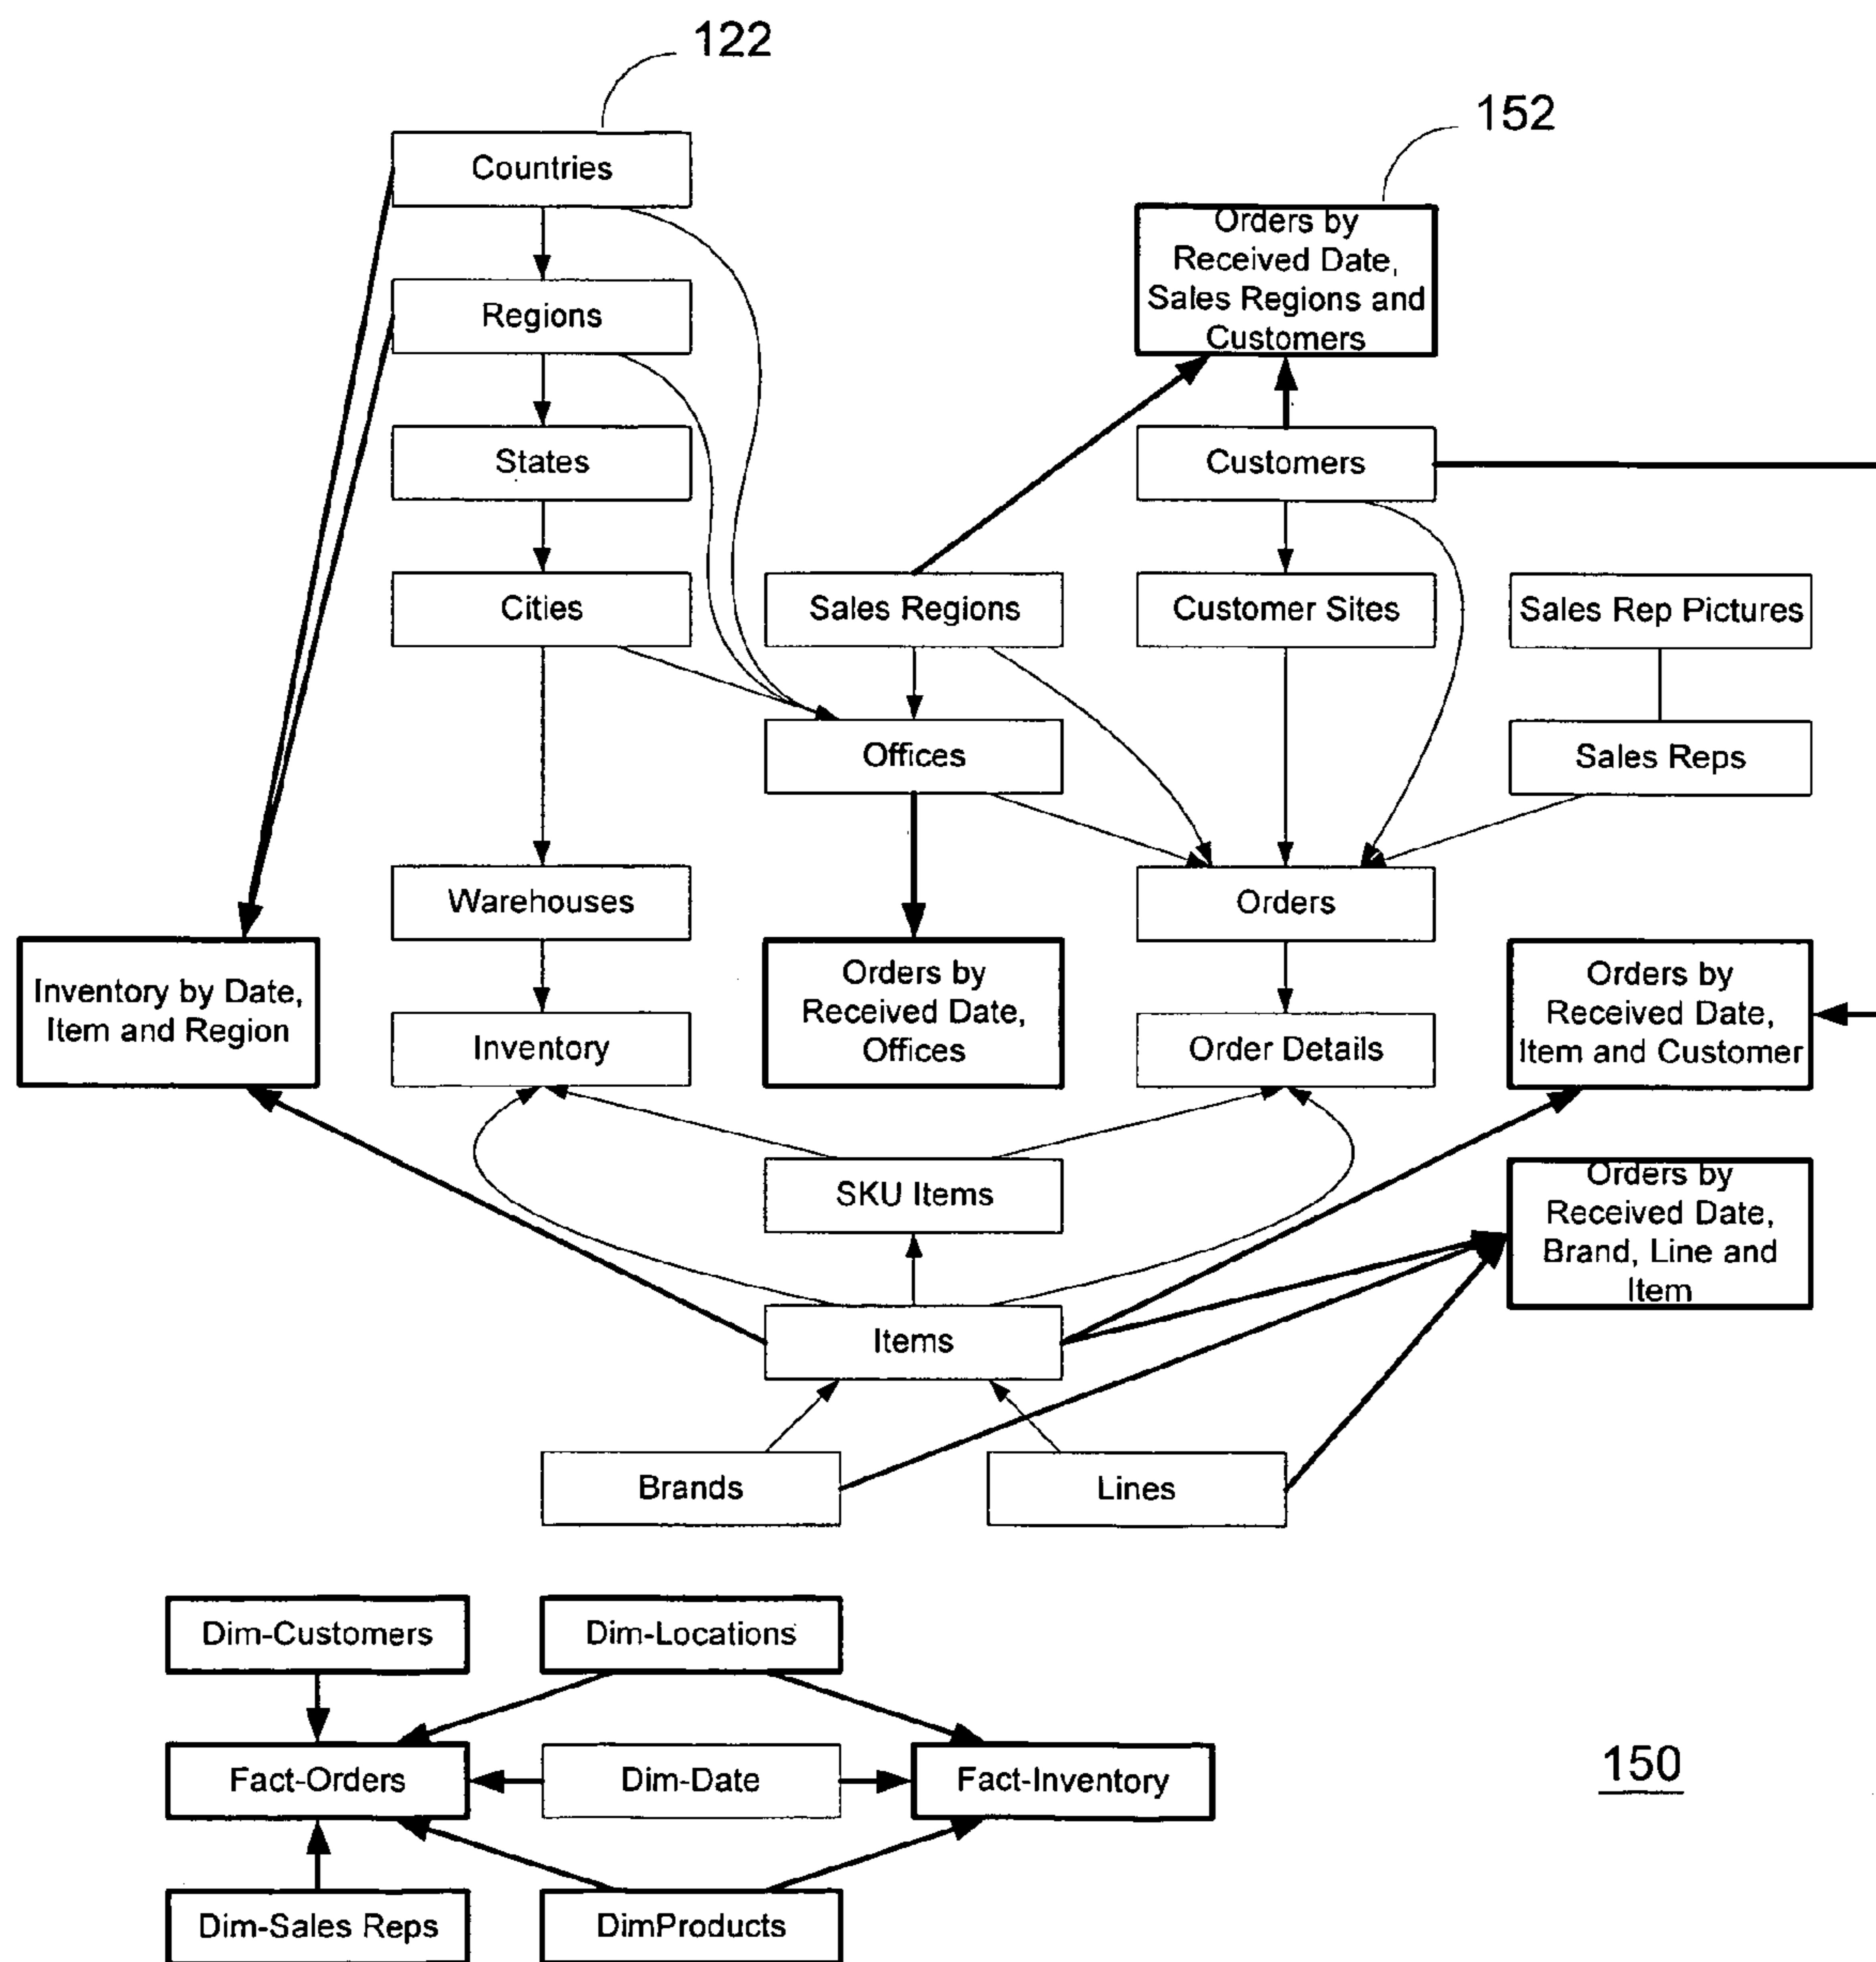 122
152
Countries
Orders by
Received Date,
Sales Regions and
Customers
Regions
States
Customers
Cities
Sales Regions
Customer Sites
Sales Rep Pictures
Offices
Sales Reps
Warehouses
Orders
Inventory by Date,
Item and Region
Orders by
Received Date,
Offices
Orders by
Received Date,
Item and Customer
Inventory
Order Details
SKU Items
Orders by
Received Date,
Brand, Line and
Item
Items
Brands
Lines
Dim-Customers
Dim-Locations
Fact-Orders
Dim-Date
Fact-Inventory
150
Dim-Sales Reps
DimProducts